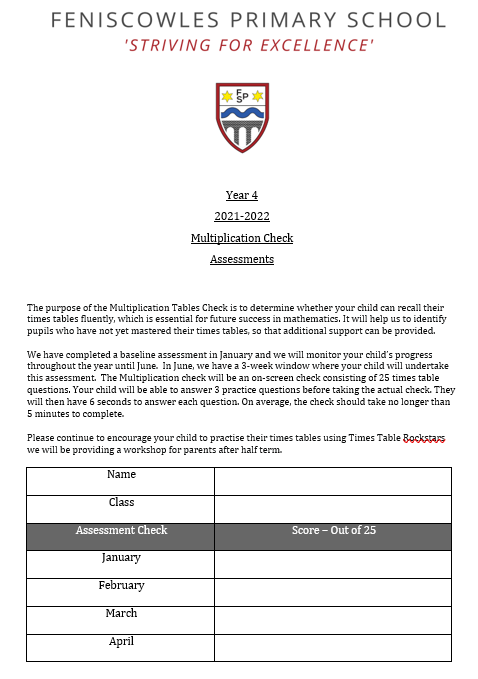 FENISCOWLES PRIMARY SCHOOL
'STRIVING FOR EXCELLENCE'
F
SP
Year 4
2021-2022
Multiplication Check
Assessments
The purpose of the Multiplication Tables Check is to determine whether your child can recall their
times tables fluently, which is essential for future success in mathematics. It will help us to identify
pupils who have not yet mastered their times tables, so that additional support can be provided.
We have completed a baseline assessment in January and we will monitor your child's progress
throughout the year until June. In June, we have a 3-week window where your child will undertake
this assessment. The Multiplication check will be an on-screen check consisting of 25 times table
questions. Your child will be able to answer 3 practice questions before taking the actual check. They
will then have 6 seconds to answer each question. On average, the check should take no longer than
5 minutes to complete.
Please continue to encourage your child to practise their times tables using Times Table Rockstars
we will be providing a workshop for parents after half term.
Name
Class
Assessment Check Score – Out of 25
January
February
March
April